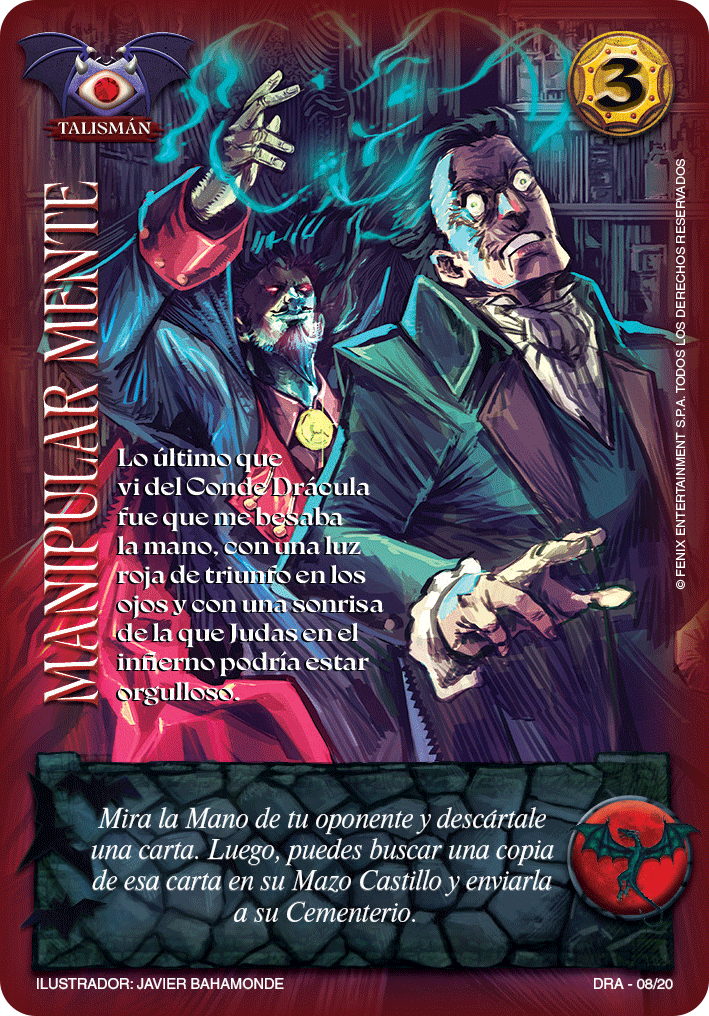 TALISMÁN
3
MANIPULAR MENTE
Lo último que
vi del Conde Drácula
fue que me besaba
la mano, con una luz
roja de triunfo en los
ojos y con una sonrisa
de la que Judas en el
infierno podría estar
orgulloso.
© FENIX ENTERTAINMENT S.P.A. TODOS LOS DERECHOS RESERVADOS
Mira la Mano de tu oponente y descártale
una carta. Luego, puedes buscar una copia
de esa carta en su Mazo Castillo y enviarla
a su Cementerio.
ILUSTRADOR: JAVIER BAHAMONDE
DRA - 08/20